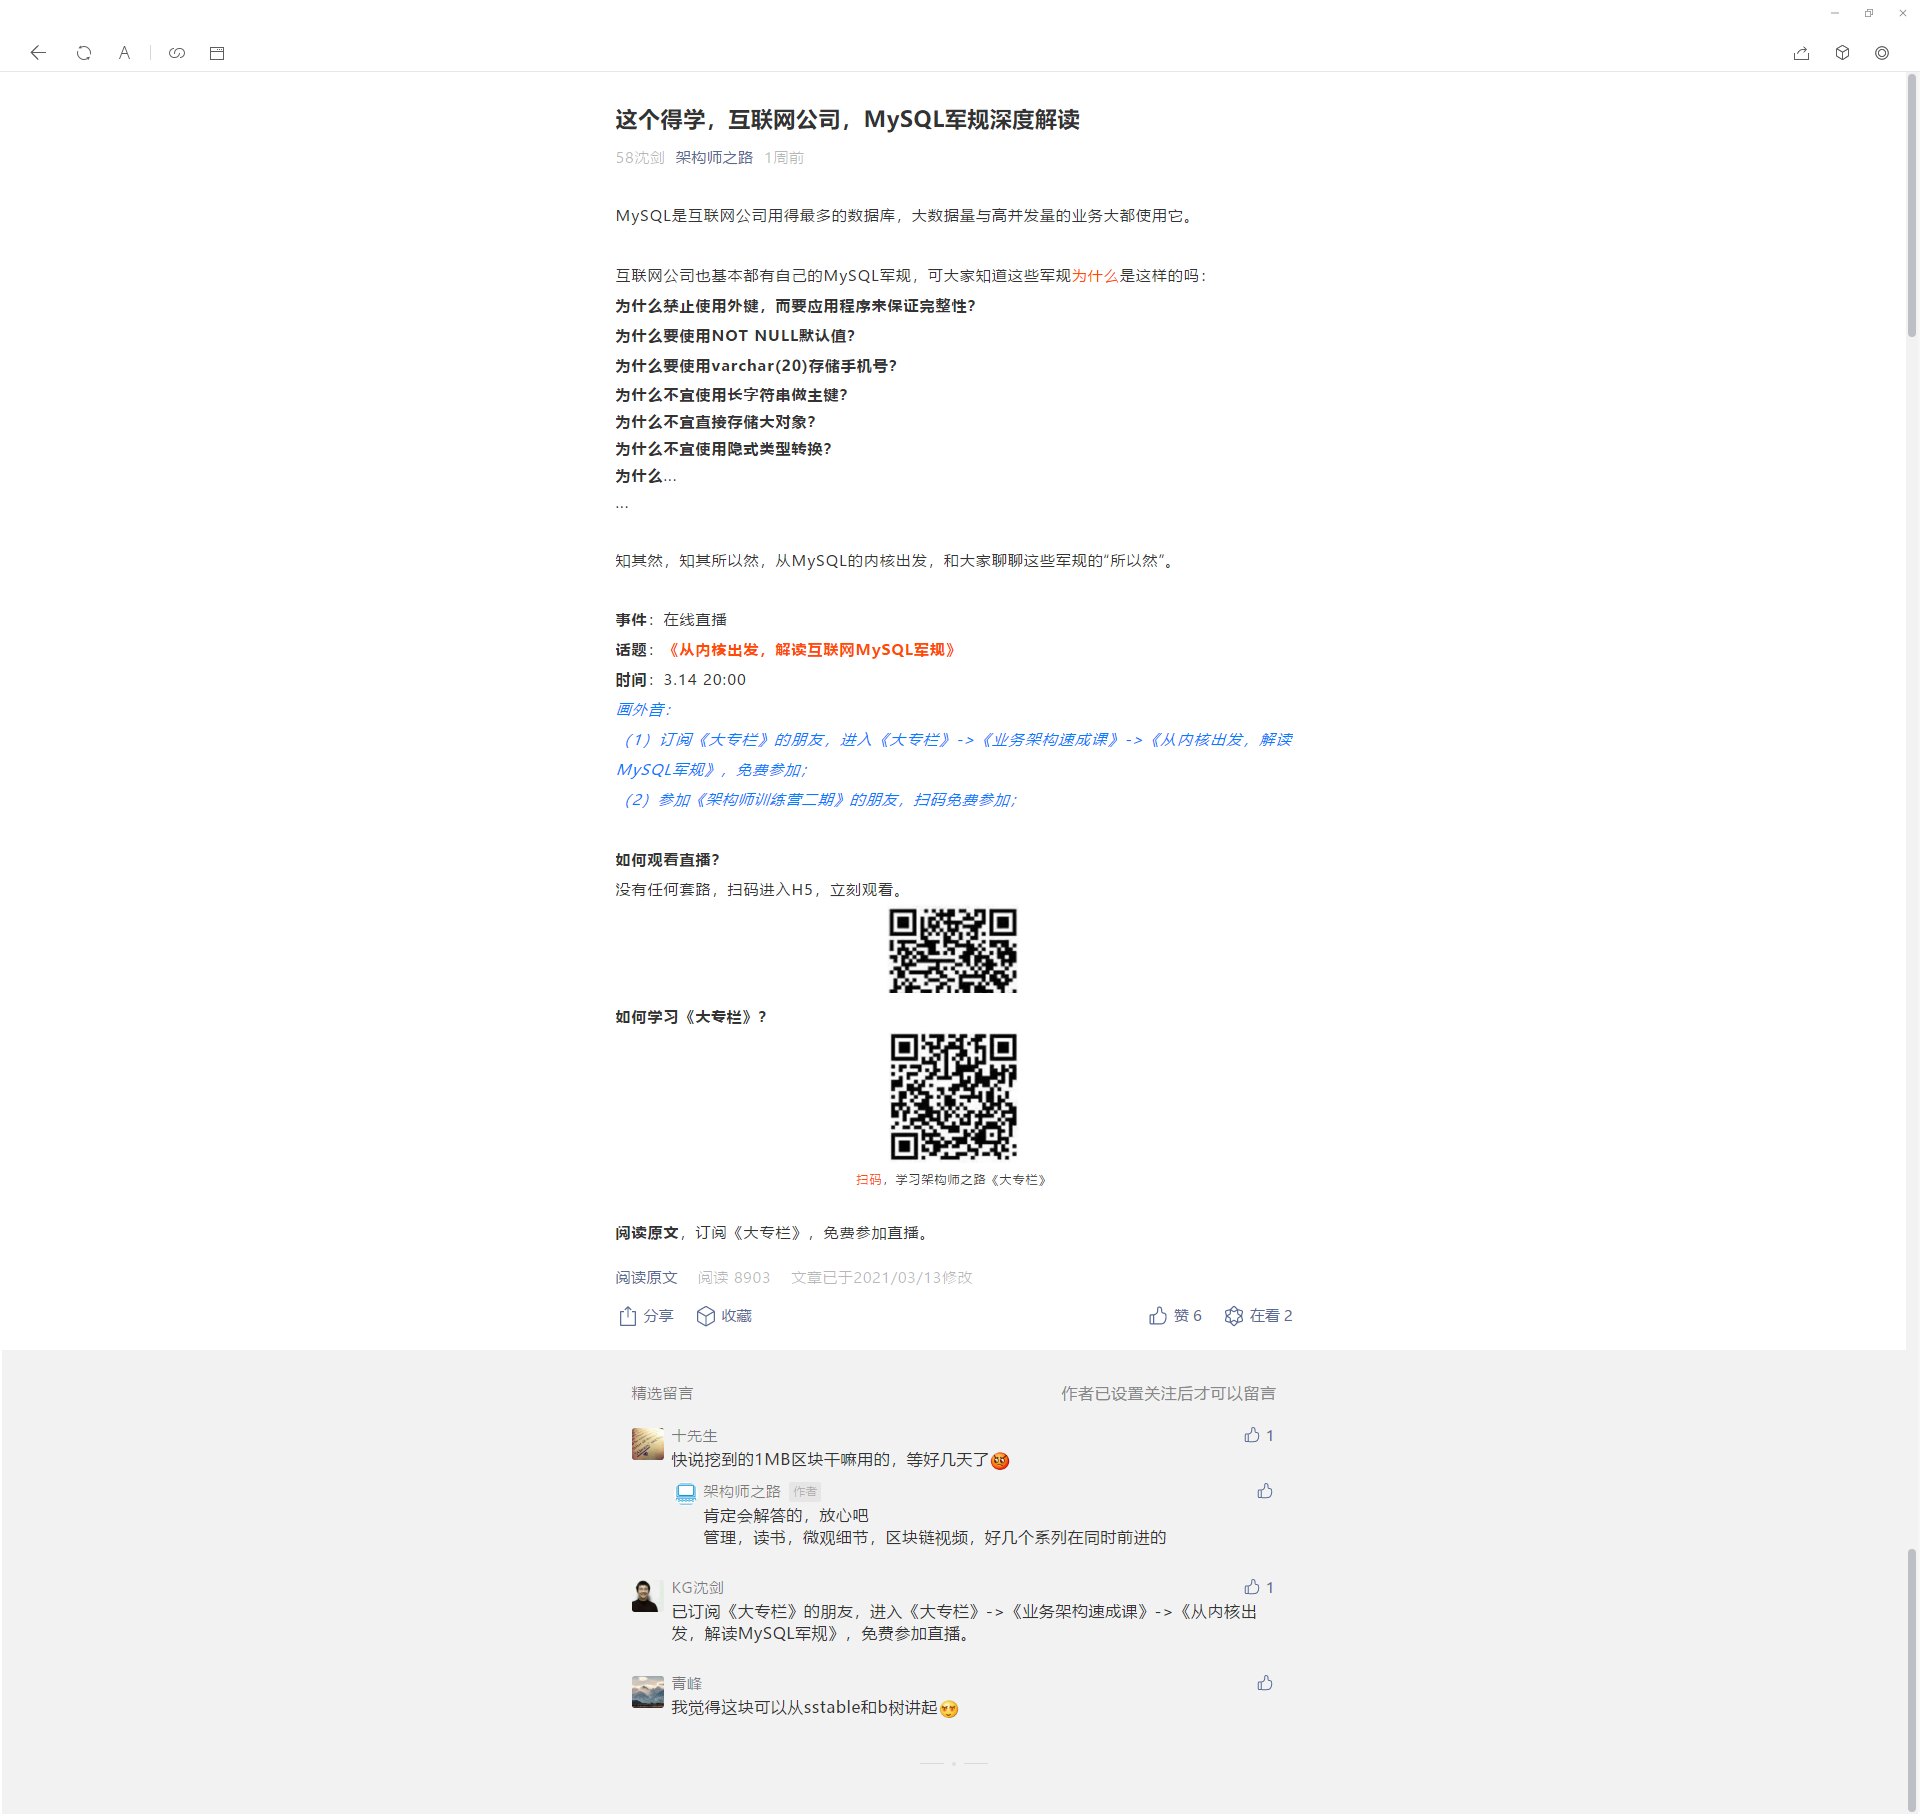 这个得学，互联网公司，MySQL军规深度解读
58沈剑 架构师之路 1周前
MySQL是互联网公司用得最多的数据库，大数据量与高并发量的业务大都使用它。
互联网公司也基本都有自己的MySQL军规，可大家知道这些军规为什么是这样的吗：
为什么禁止使用外键，而要应用程序来保证完整性？
为什么要使用NOT NULL默认值？
为什么要使用varchar(20)存储手机号？
为什么不宜使用长字符串做主键？
为什么不宜直接存储大对象？
为什么不宜使用隐式类型转换？
为什么...
...
知其然，知其所以然，从MySQL的内核出发，和大家聊聊这些军规的“所以然”。
事件：在线直播
话题：《从内核出发，解读互联网MySQL军规》
时间：3.14 20:00
画外音：
（1）订阅《大专栏》的朋友，进入《大专栏》->《业务架构速成课》->《从内核出发，解读
MySQL军规》，免费参加；
（2）参加《架构师训练营二期》的朋友，扫码免费参加；
如何观看直播？
没有任何套路，扫码进入H5，立刻观看。
如何学习《大专栏》？
扫码，学习架构师之路《大专栏》
阅读原文，订阅《大专栏》，免费参加直播。
阅读原文 阅读 8903 文章已于2021/03/13修改
分享 收藏 赞 6 在看 2
精选留言 作者已设置关注后才可以留言
十先生 1
快说挖到的1MB区块干嘛用的，等好几天了
架构师之路 作者
肯定会解答的，放心吧
管理，读书，微观细节，区块链视频，好几个系列在同时前进的
KG沈剑 1
已订阅《大专栏》的朋友，进入《大专栏》->《业务架构速成课》->《从内核出
发，解读MySQL军规》，免费参加直播。
青峰
我觉得这块可以从sstable和b树讲起